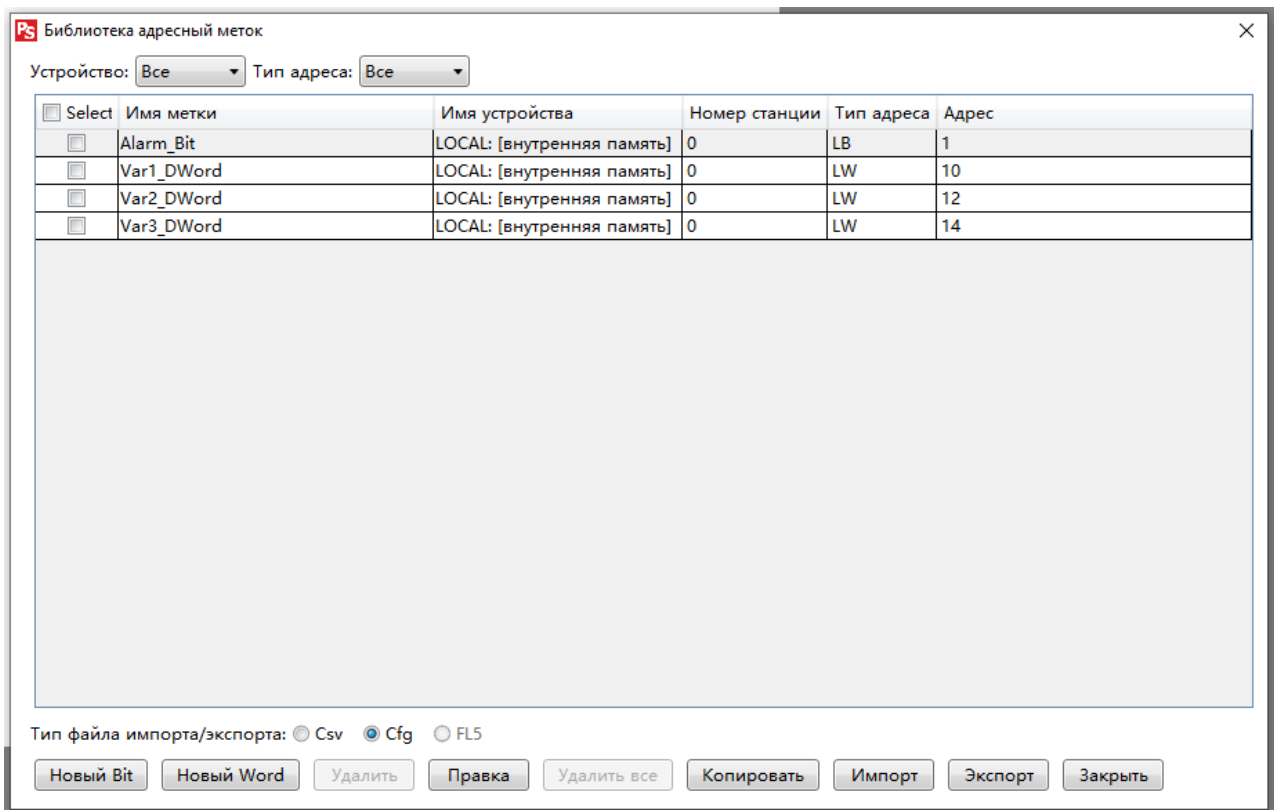 PS Библиотека адресный меток
Устройство: Все Тип адреса: Все
Select Имя метки Имя устройства Номер станции Тип адреса Адрес
Alarm_Bit LOCAL: [внутренняя память] 0 LB 1
Var1_DWord LOCAL: [внутренняя память] 0 LW 10
Var2_DWord LOCAL: [внутренняя память] 0 LW 12
Var3_DWord LOCAL: [внутренняя память] 0 LW 14
Тип файла импорта/экспорта: Csv Cfg FL5
Новый Bit Новый Word Удалить Правка Удалить все Копировать Импорт Экспорт Закрыть